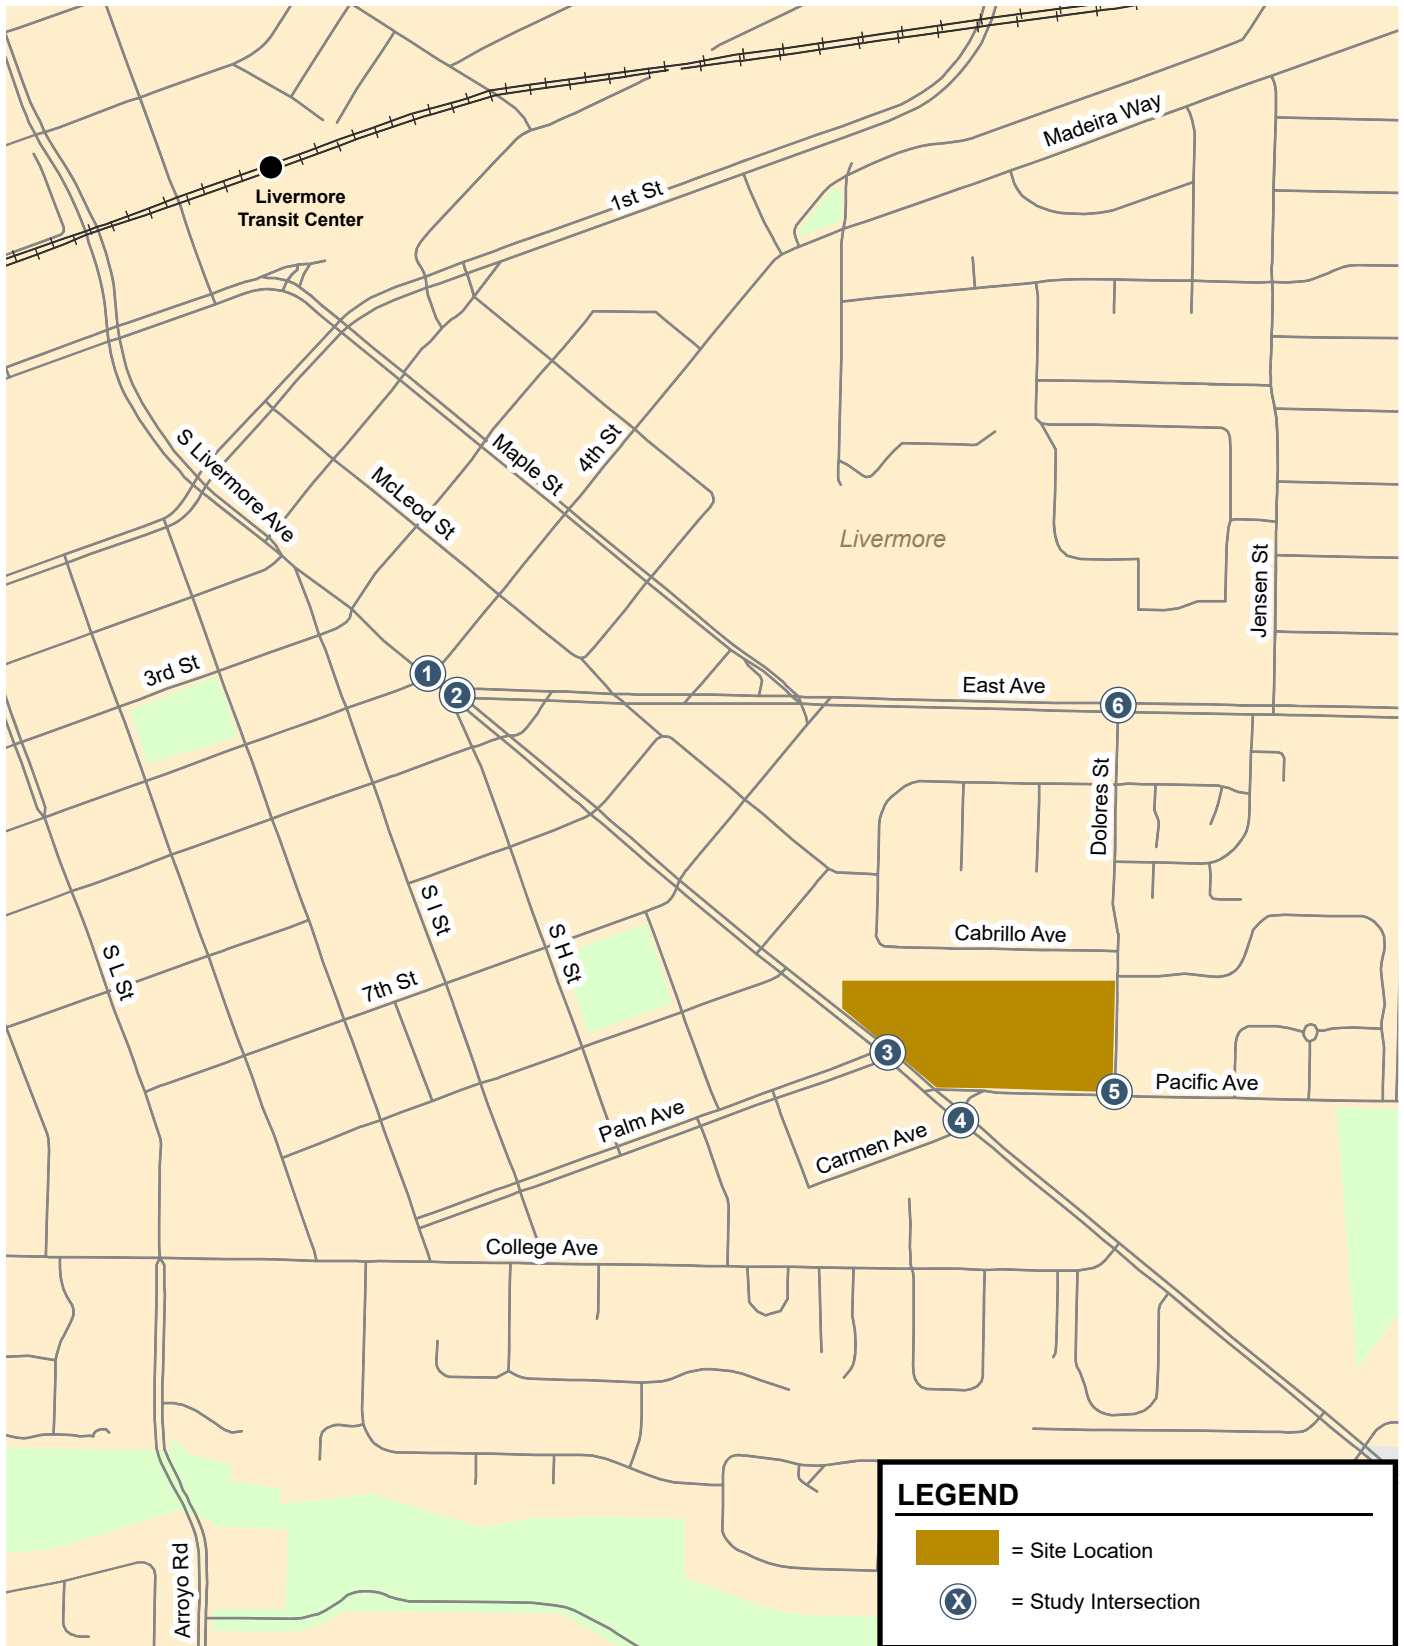 Madeira Way
Livermore
Transit Center
1st St
S Livermore Ave
McLeod St
Maple St
4th St
Livermore
Jensen St
3rd St
1
2
East Ave
6
Dolores St
S I St
S H St
S L St
7th St
Cabrillo Ave
3
Pacific Ave
5
4
Palm Ave
Carmen Ave
College Ave
Arroyo Rd
LEGEND
= Site Location
X = Study Intersection